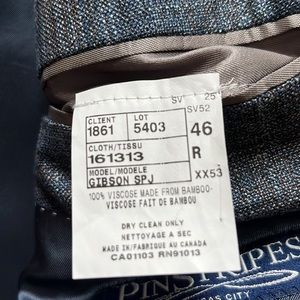 SV 25
SV52
CLIENT LOT
1861 5403 46
CLOTH/TISSU
161313 R
MODEL/MODELE
GIBSON SPJ XX53
100% VISCOSE MADE FROM BAMBOO-
VISCOSE FAIT DE BAMBOU
DRY CLEAN ONLY
NETTOYAGE A SEC
MADE IN/FABRIQUE AU CANADA
CA01103 RN91013
PINSTRIPES
CITY